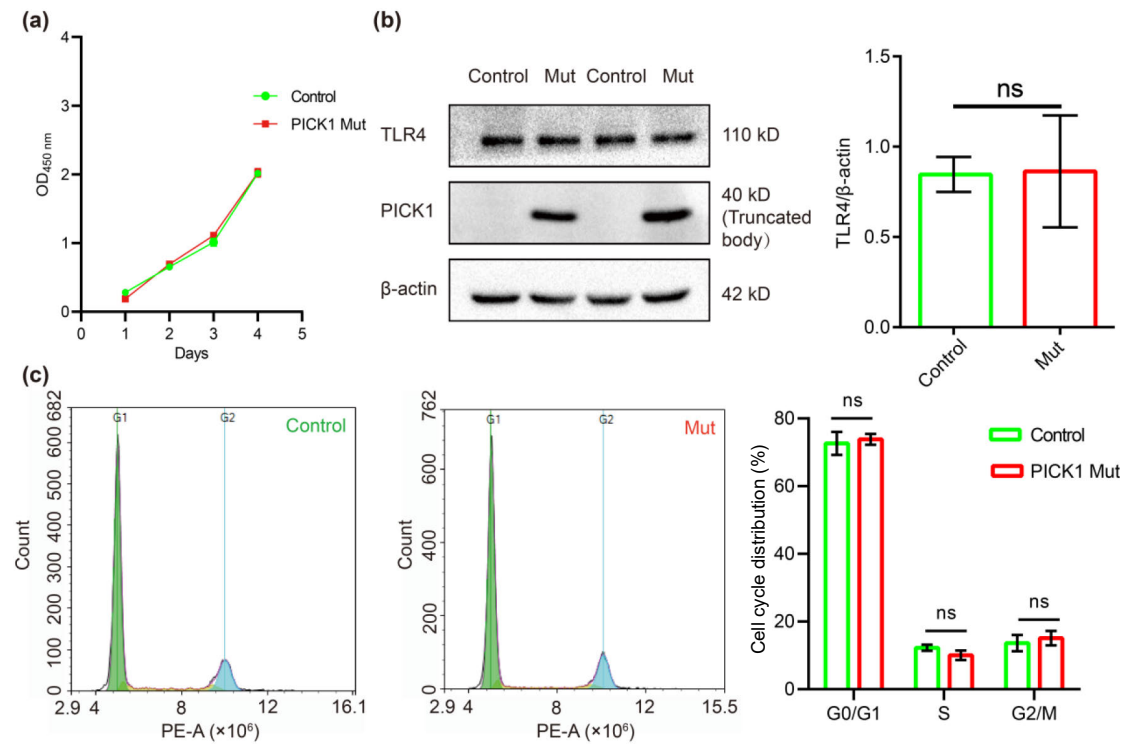 (a)
4
3
2
1
0
OD450 nm
0 1 2 3 4 5
Days
Control
PICK1 Mut
(b)
Control Mut Control Mut
TLR4
110 kD
PICK1
40 kD
(Truncated
body）
β-actin
42 kD
1.5
1.0
0.5
0.0
TLR4/β-actin
ns
Control
Mut
(c)
682
600
500
400
300
200
100
0
Count
G1
G2
Control
2.9 4 8 12 16.1
PE-A (×10⁶)
762
600
400
200
0
Count
G1
G2
Mut
2.9 4 8 12 15.5
PE-A (×10⁶)
80
60
40
20
0
Cell cycle distribution (%)
ns
ns
ns
Control
PICK1 Mut
G0/G1 S G2/M